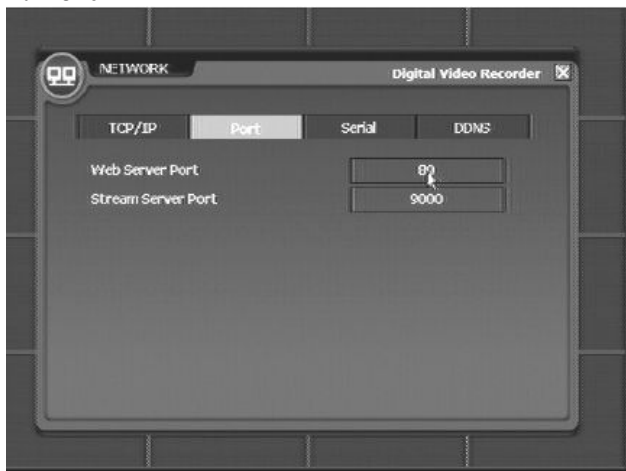 NETWORK
Digital Video Recorder
TCP/IP Port Serial DDNS
Web Server Port 80
Stream Server Port 9000